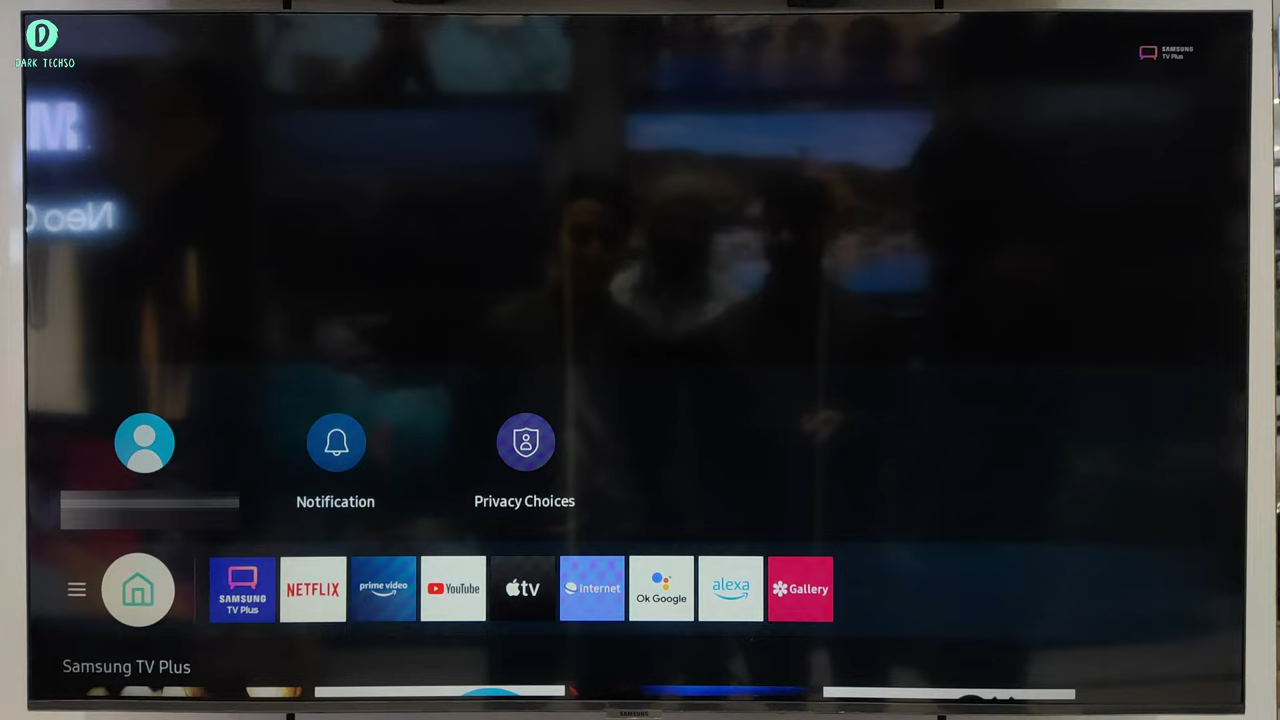 D
DARK TECHSO
SAMSUNG
TV Plus
M
Neo
Notification
Privacy Choices
SAMSUNG
TV Plus
NETFLIX
prime video
YouTube
tv
Internet
Ok Google
alexa
Gallery
Samsung TV Plus
SAMSUNG